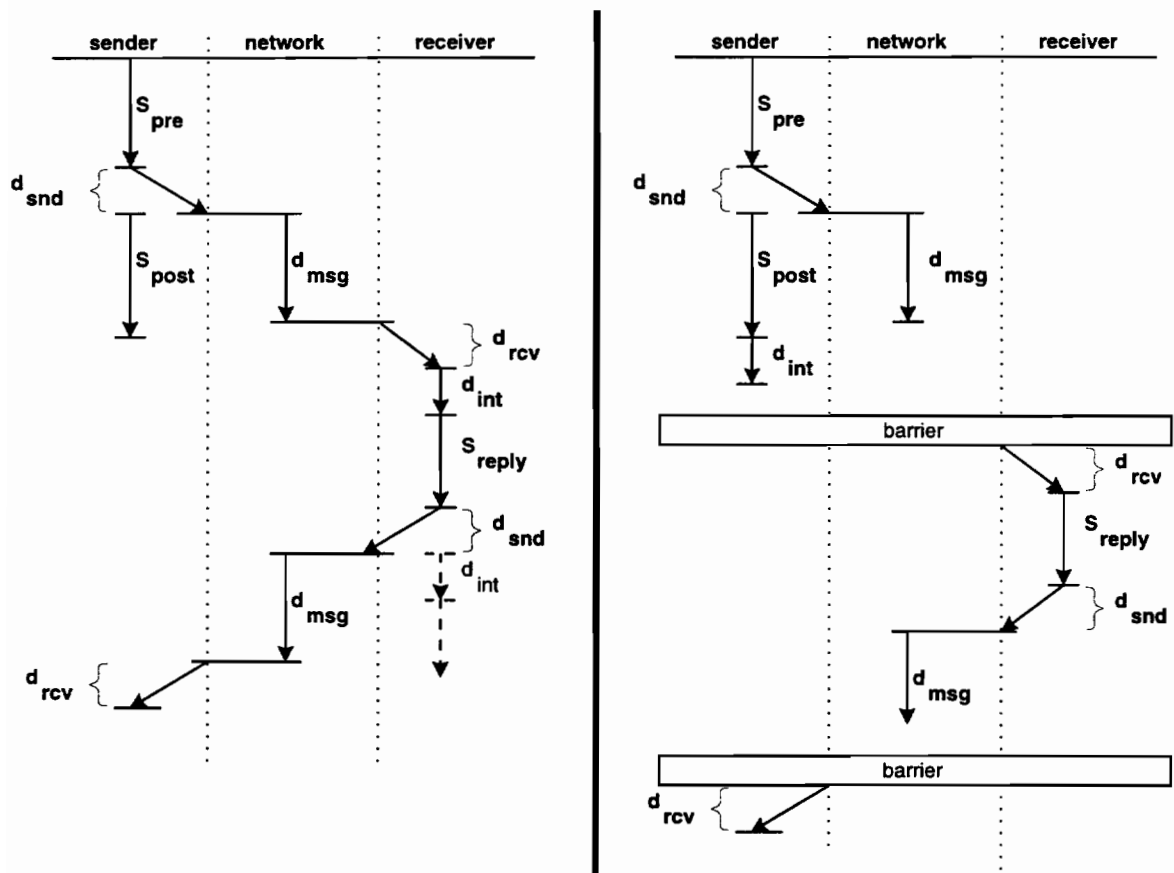 sender network receiver
S pre
d snd
S post
d msg
d rcv
d int
S reply
d snd
d int
d msg
d rcv
sender network receiver
S pre
d snd
S post
d msg
d int
barrier
d rcv
S reply
d snd
d msg
barrier
d rcv